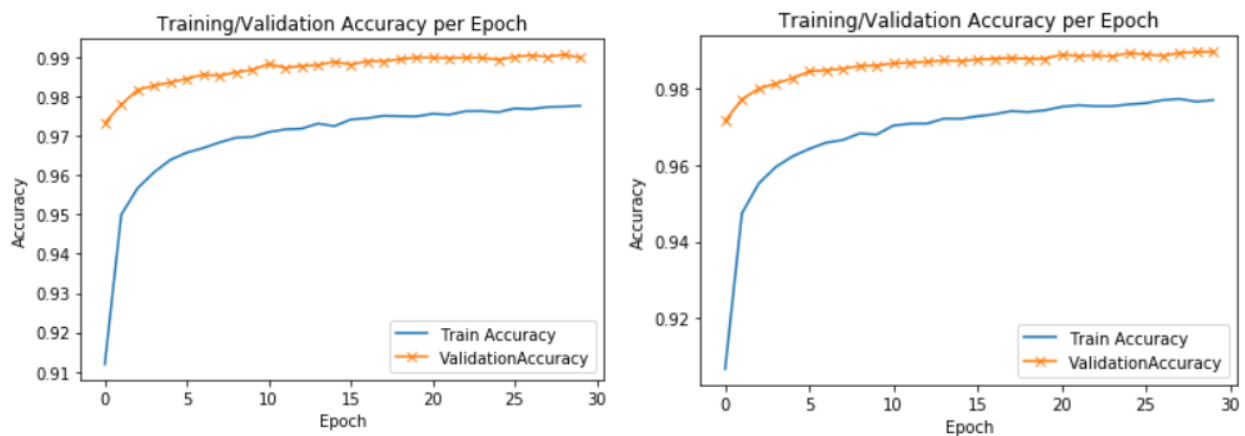 Training/Validation Accuracy per Epoch
0.99
0.98
0.97
0.96
0.95
0.94
0.93
0.92
0.91
Accuracy
0 5 10 15 20 25 30
Epoch
Train Accuracy
ValidationAccuracy
Training/Validation Accuracy per Epoch
0.98
0.96
0.94
0.92
Accuracy
0 5 10 15 20 25 30
Epoch
Train Accuracy
ValidationAccuracy